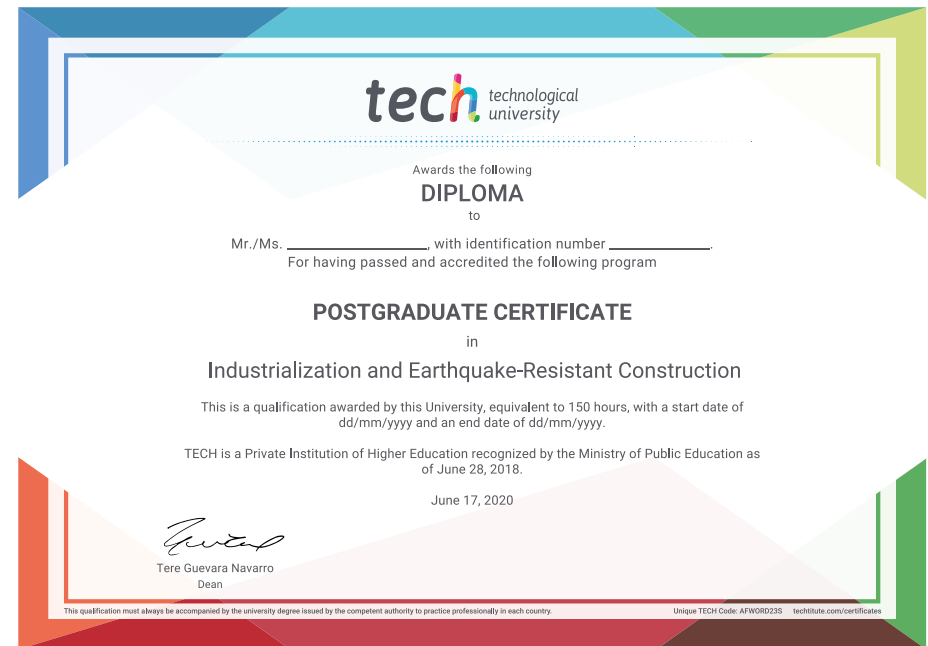 tech technological
university
Awards the following
DIPLOMA
to
Mr./Ms. ____________________, with identification number ______________.
For having passed and accredited the following program
POSTGRADUATE CERTIFICATE
in
Industrialization and Earthquake-Resistant Construction
This is a qualification awarded by this University, equivalent to 150 hours, with a start date of
dd/mm/yyyy and an end date of dd/mm/yyyy.
TECH is a Private Institution of Higher Education recognized by the Ministry of Public Education as
of June 28, 2018.
June 17, 2020
Tere Guevara Navarro
Dean
This qualification must always be accompanied by the university degree issued by the competent authority to practice professionally in each country. Unique TECH Code: AFWORD23S techtitute.com/certificates